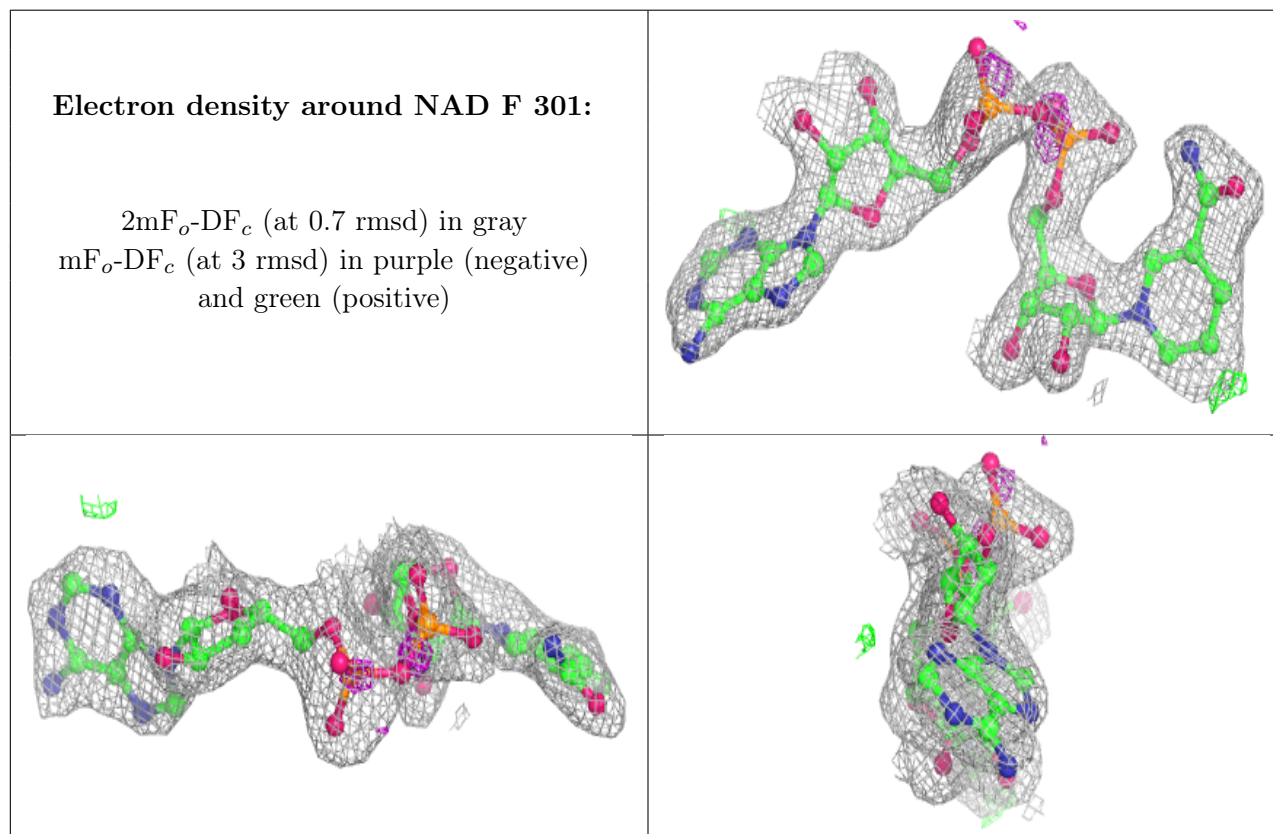 Electron density around NAD F 301:
2mFo-DFc (at 0.7 rmsd) in gray
mFo-DFc (at 3 rmsd) in purple (negative)
and green (positive)